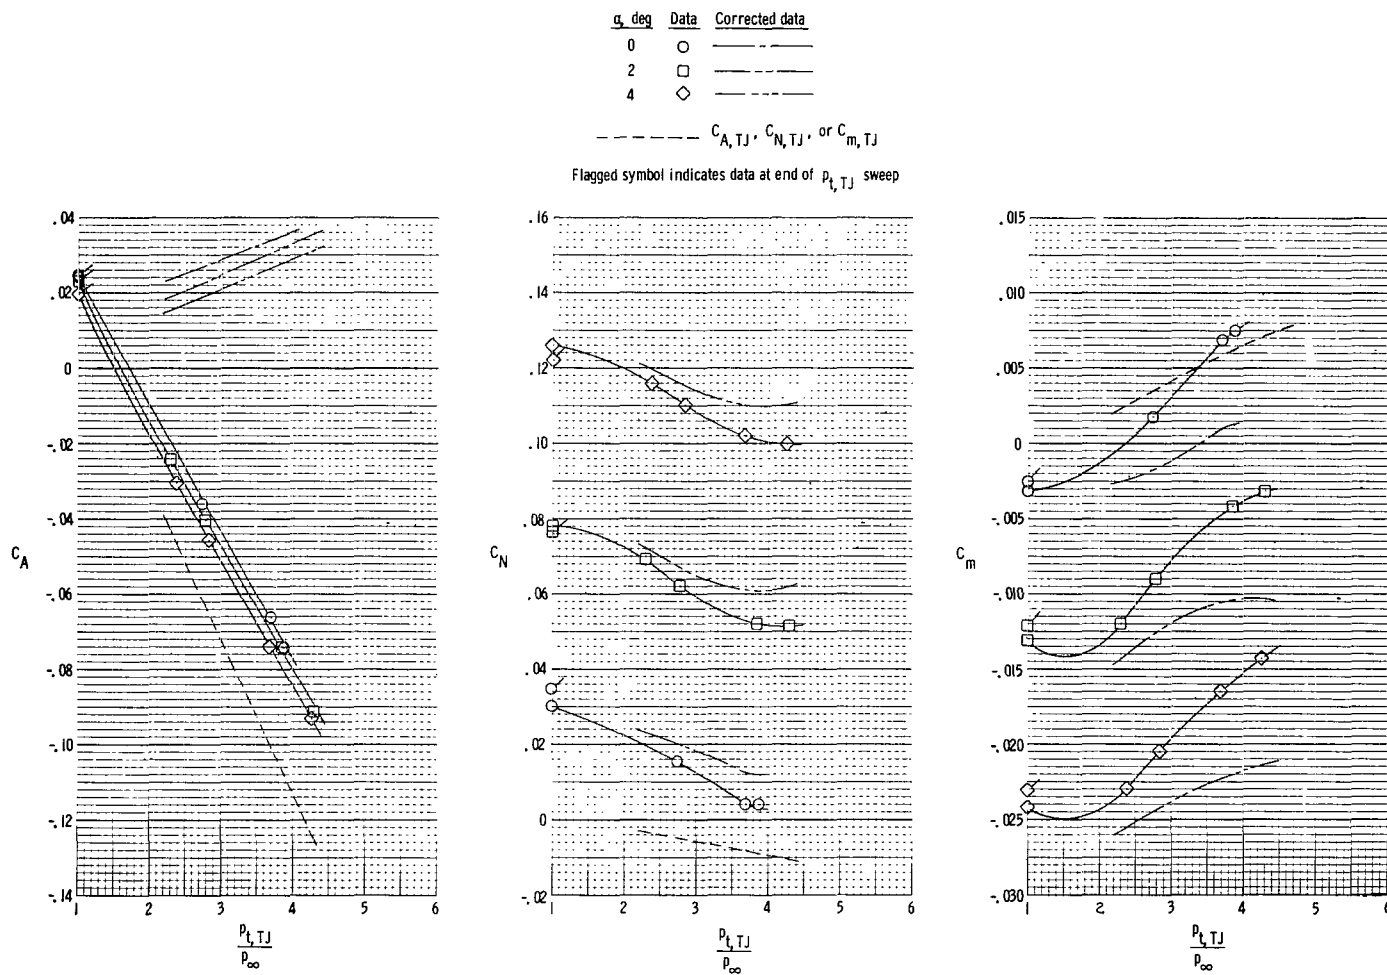 α, deg Data Corrected data
0
2
4
C_A,TJ, C_N,TJ, or C_m,TJ
Flagged symbol indicates data at end of p_t,TJ sweep
.04
.02
0
-.02
-.04
-.06
-.08
-.10
-.12
-.14
C_A
1 2 3 4 5 6
p_t,TJ
p_∞
.16
.14
.12
.10
.08
.06
.04
.02
0
-.02
C_N
1 2 3 4 5 6
p_t,TJ
p_∞
.015
.010
.005
0
-.005
-.010
-.015
-.020
-.025
-.030
C_m
1 2 3 4 5 6
p_t,TJ
p_∞